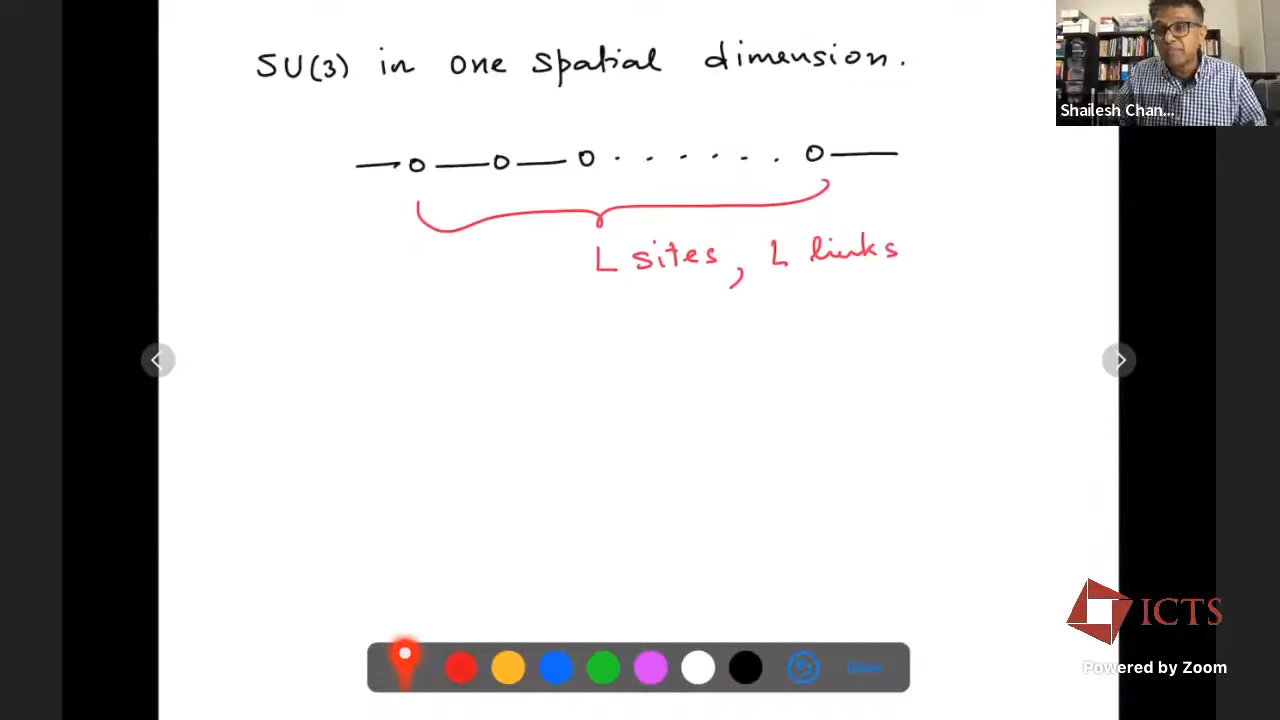 SU(3) in one spatial dimension.
L sites, L links
Shailesh Chan...
ICTS
Powered by Zoom